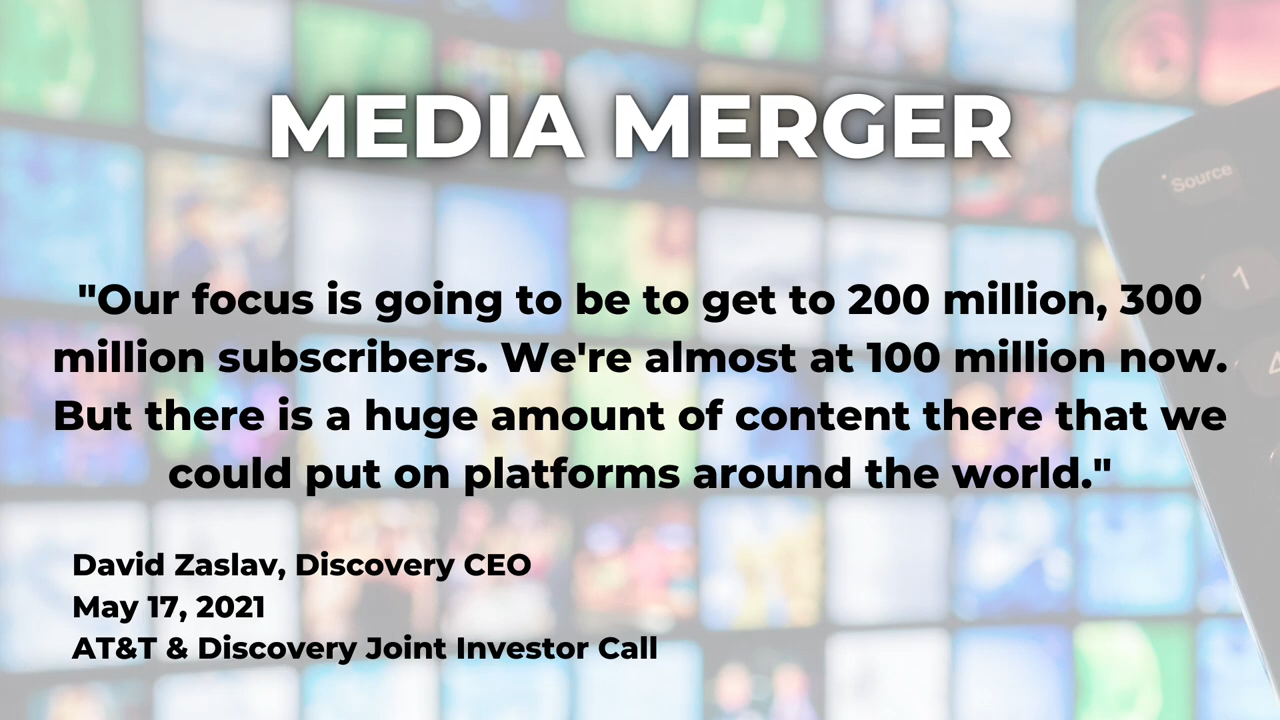 MEDIA MERGER
Source
1
"Our focus is going to be to get to 200 million, 300
million subscribers. We're almost at 100 million now.
But there is a huge amount of content there that we
could put on platforms around the world."
David Zaslav, Discovery CEO
May 17, 2021
AT&T & Discovery Joint Investor Call